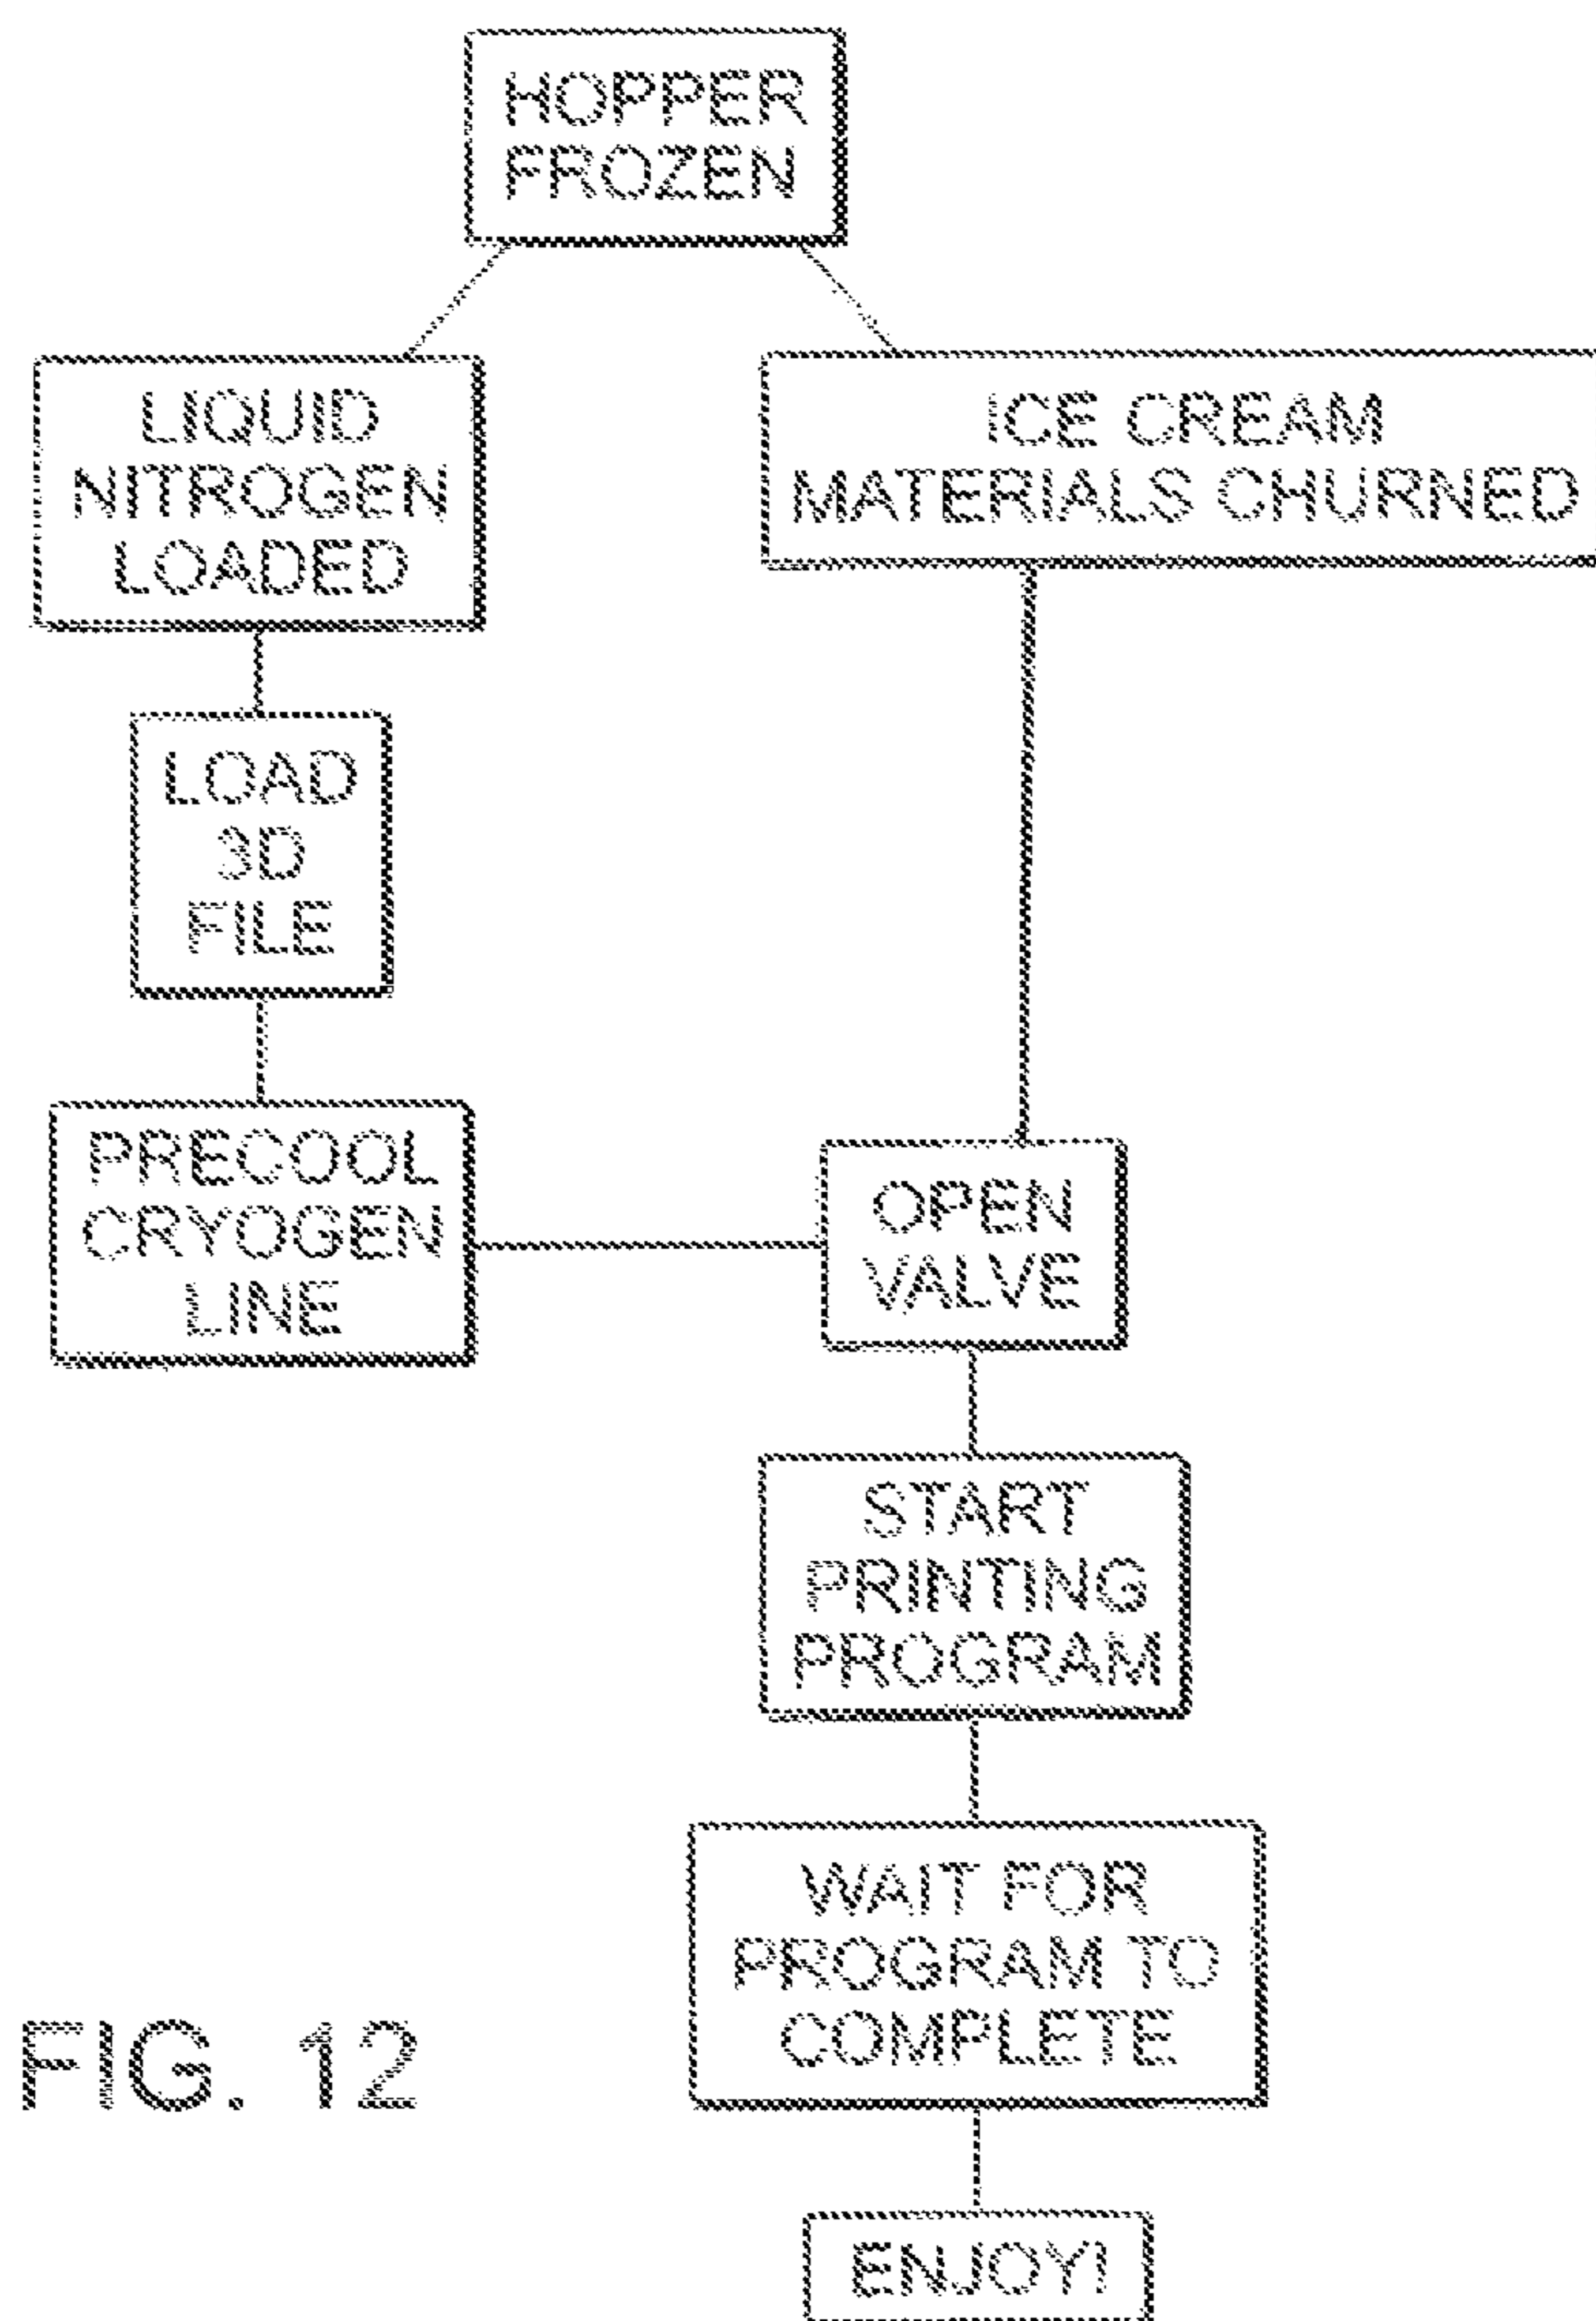 HOPPER
FROZEN
LIQUID
NITROGEN
LOADED
ICE CREAM
MATERIALS CHURNED
LOAD
3D
FILE
PRECOOL
CRYOGEN
LINE
OPEN
VALVE
START
PRINTING
PROGRAM
WAIT FOR
PROGRAM TO
COMPLETE
ENJOY!
FIG. 12